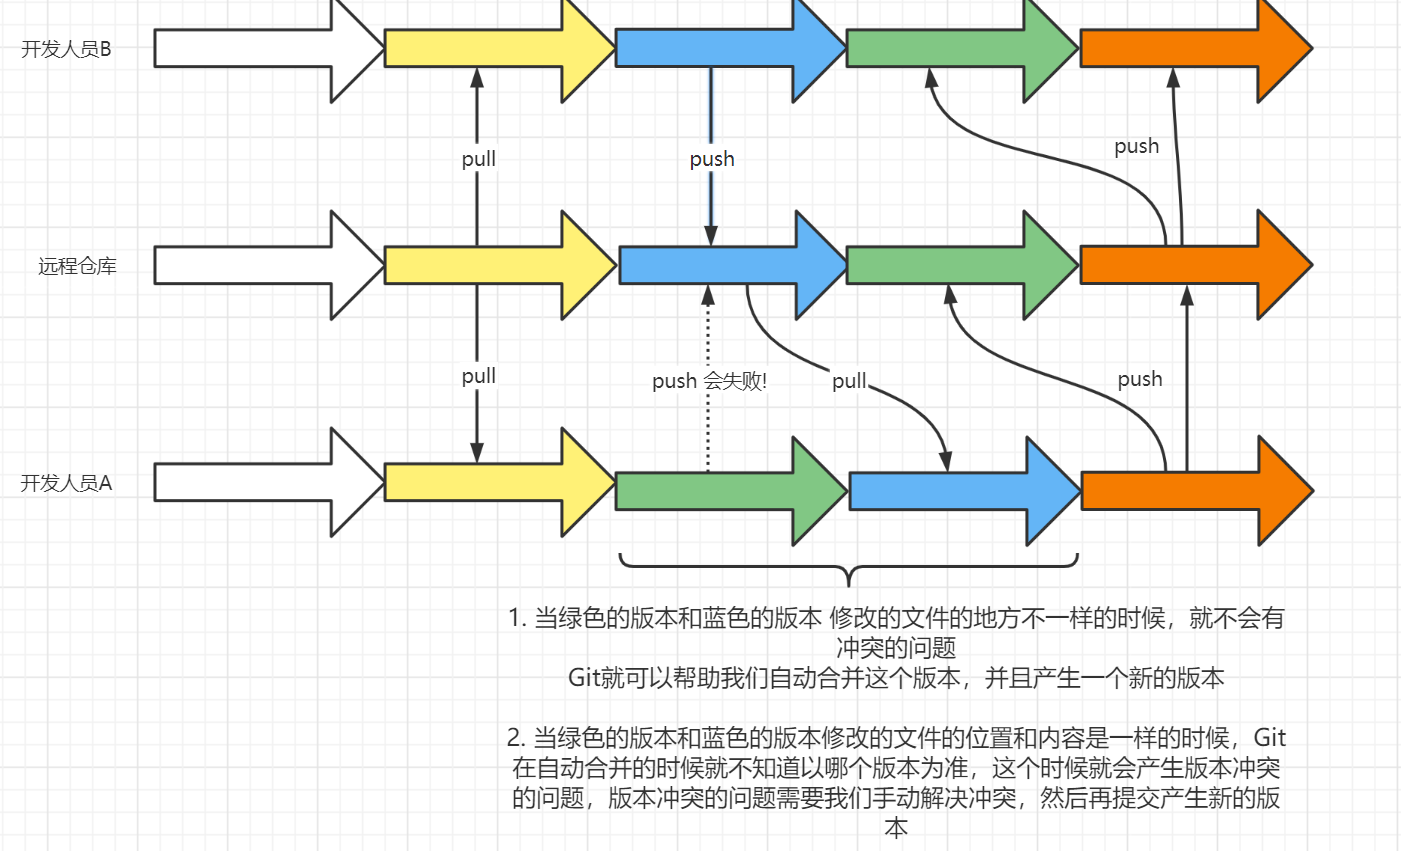 开发人员B
pull
push
push
远程仓库
pull
push 会失败!
pull
push
开发人员A
1. 当绿色的版本和蓝色的版本 修改的文件的地方不一样的时候，就不会有
冲突的问题
Git就可以帮助我们自动合并这个版本，并且产生一个新的版本
2. 当绿色的版本和蓝色的版本修改的文件的位置和内容是一样的时候，Git
在自动合并的时候就不知道以哪个版本为准，这个时候就会产生版本冲突
的问题，版本冲突的问题需要我们手动解决冲突，然后再提交产生新的版
本